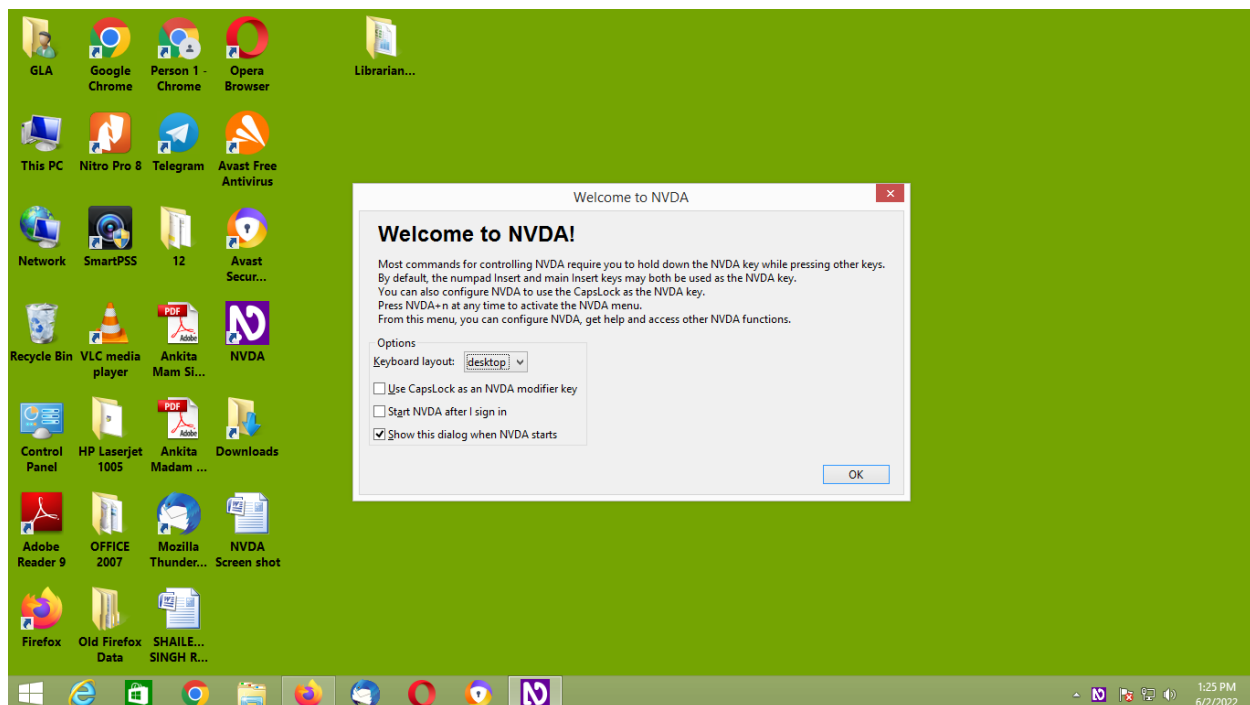 GLA
Google
Chrome
Person 1 -
Chrome
Opera
Browser
Librarian...
This PC
Nitro Pro 8
Telegram
Avast Free
Antivirus
Network
SmartPSS
12
Avast
Secur...
Recycle Bin
VLC media
player
PDF
Adobe
Ankita
Mam Si...
NVDA
Control
Panel
HP Laserjet
1005
PDF
Adobe
Ankita
Madam ...
Downloads
Adobe
Reader 9
OFFICE
2007
Mozilla
Thunder...
NVDA
Screen shot
Firefox
Old Firefox
Data
SHAILE...
SINGH R...
Welcome to NVDA
Welcome to NVDA!
Most commands for controlling NVDA require you to hold down the NVDA key while pressing other keys.
By default, the numpad Insert and main Insert keys may both be used as the NVDA key.
You can also configure NVDA to use the CapsLock as the NVDA key.
Press NVDA+n at any time to activate the NVDA menu.
From this menu, you can configure NVDA, get help and access other NVDA functions.
Options
Keyboard layout: desktop
Use CapsLock as an NVDA modifier key
Start NVDA after I sign in
Show this dialog when NVDA starts
OK
1:25 PM
6/2/2022